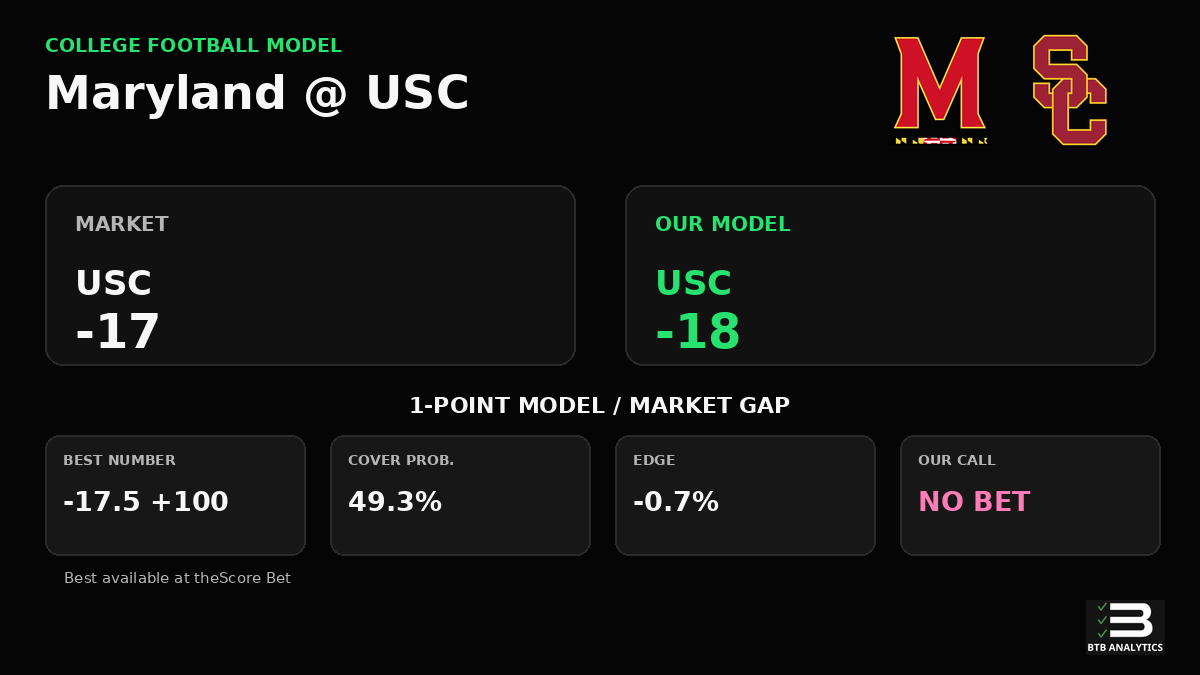 COLLEGE FOOTBALL MODEL
Maryland @ USC
M
SC
MARKET
USC
-17
OUR MODEL
USC
-18
1-POINT MODEL / MARKET GAP
BEST NUMBER
-17.5 +100
COVER PROB.
49.3%
EDGE
-0.7%
OUR CALL
NO BET
Best available at theScore Bet
B
BTB ANALYTICS